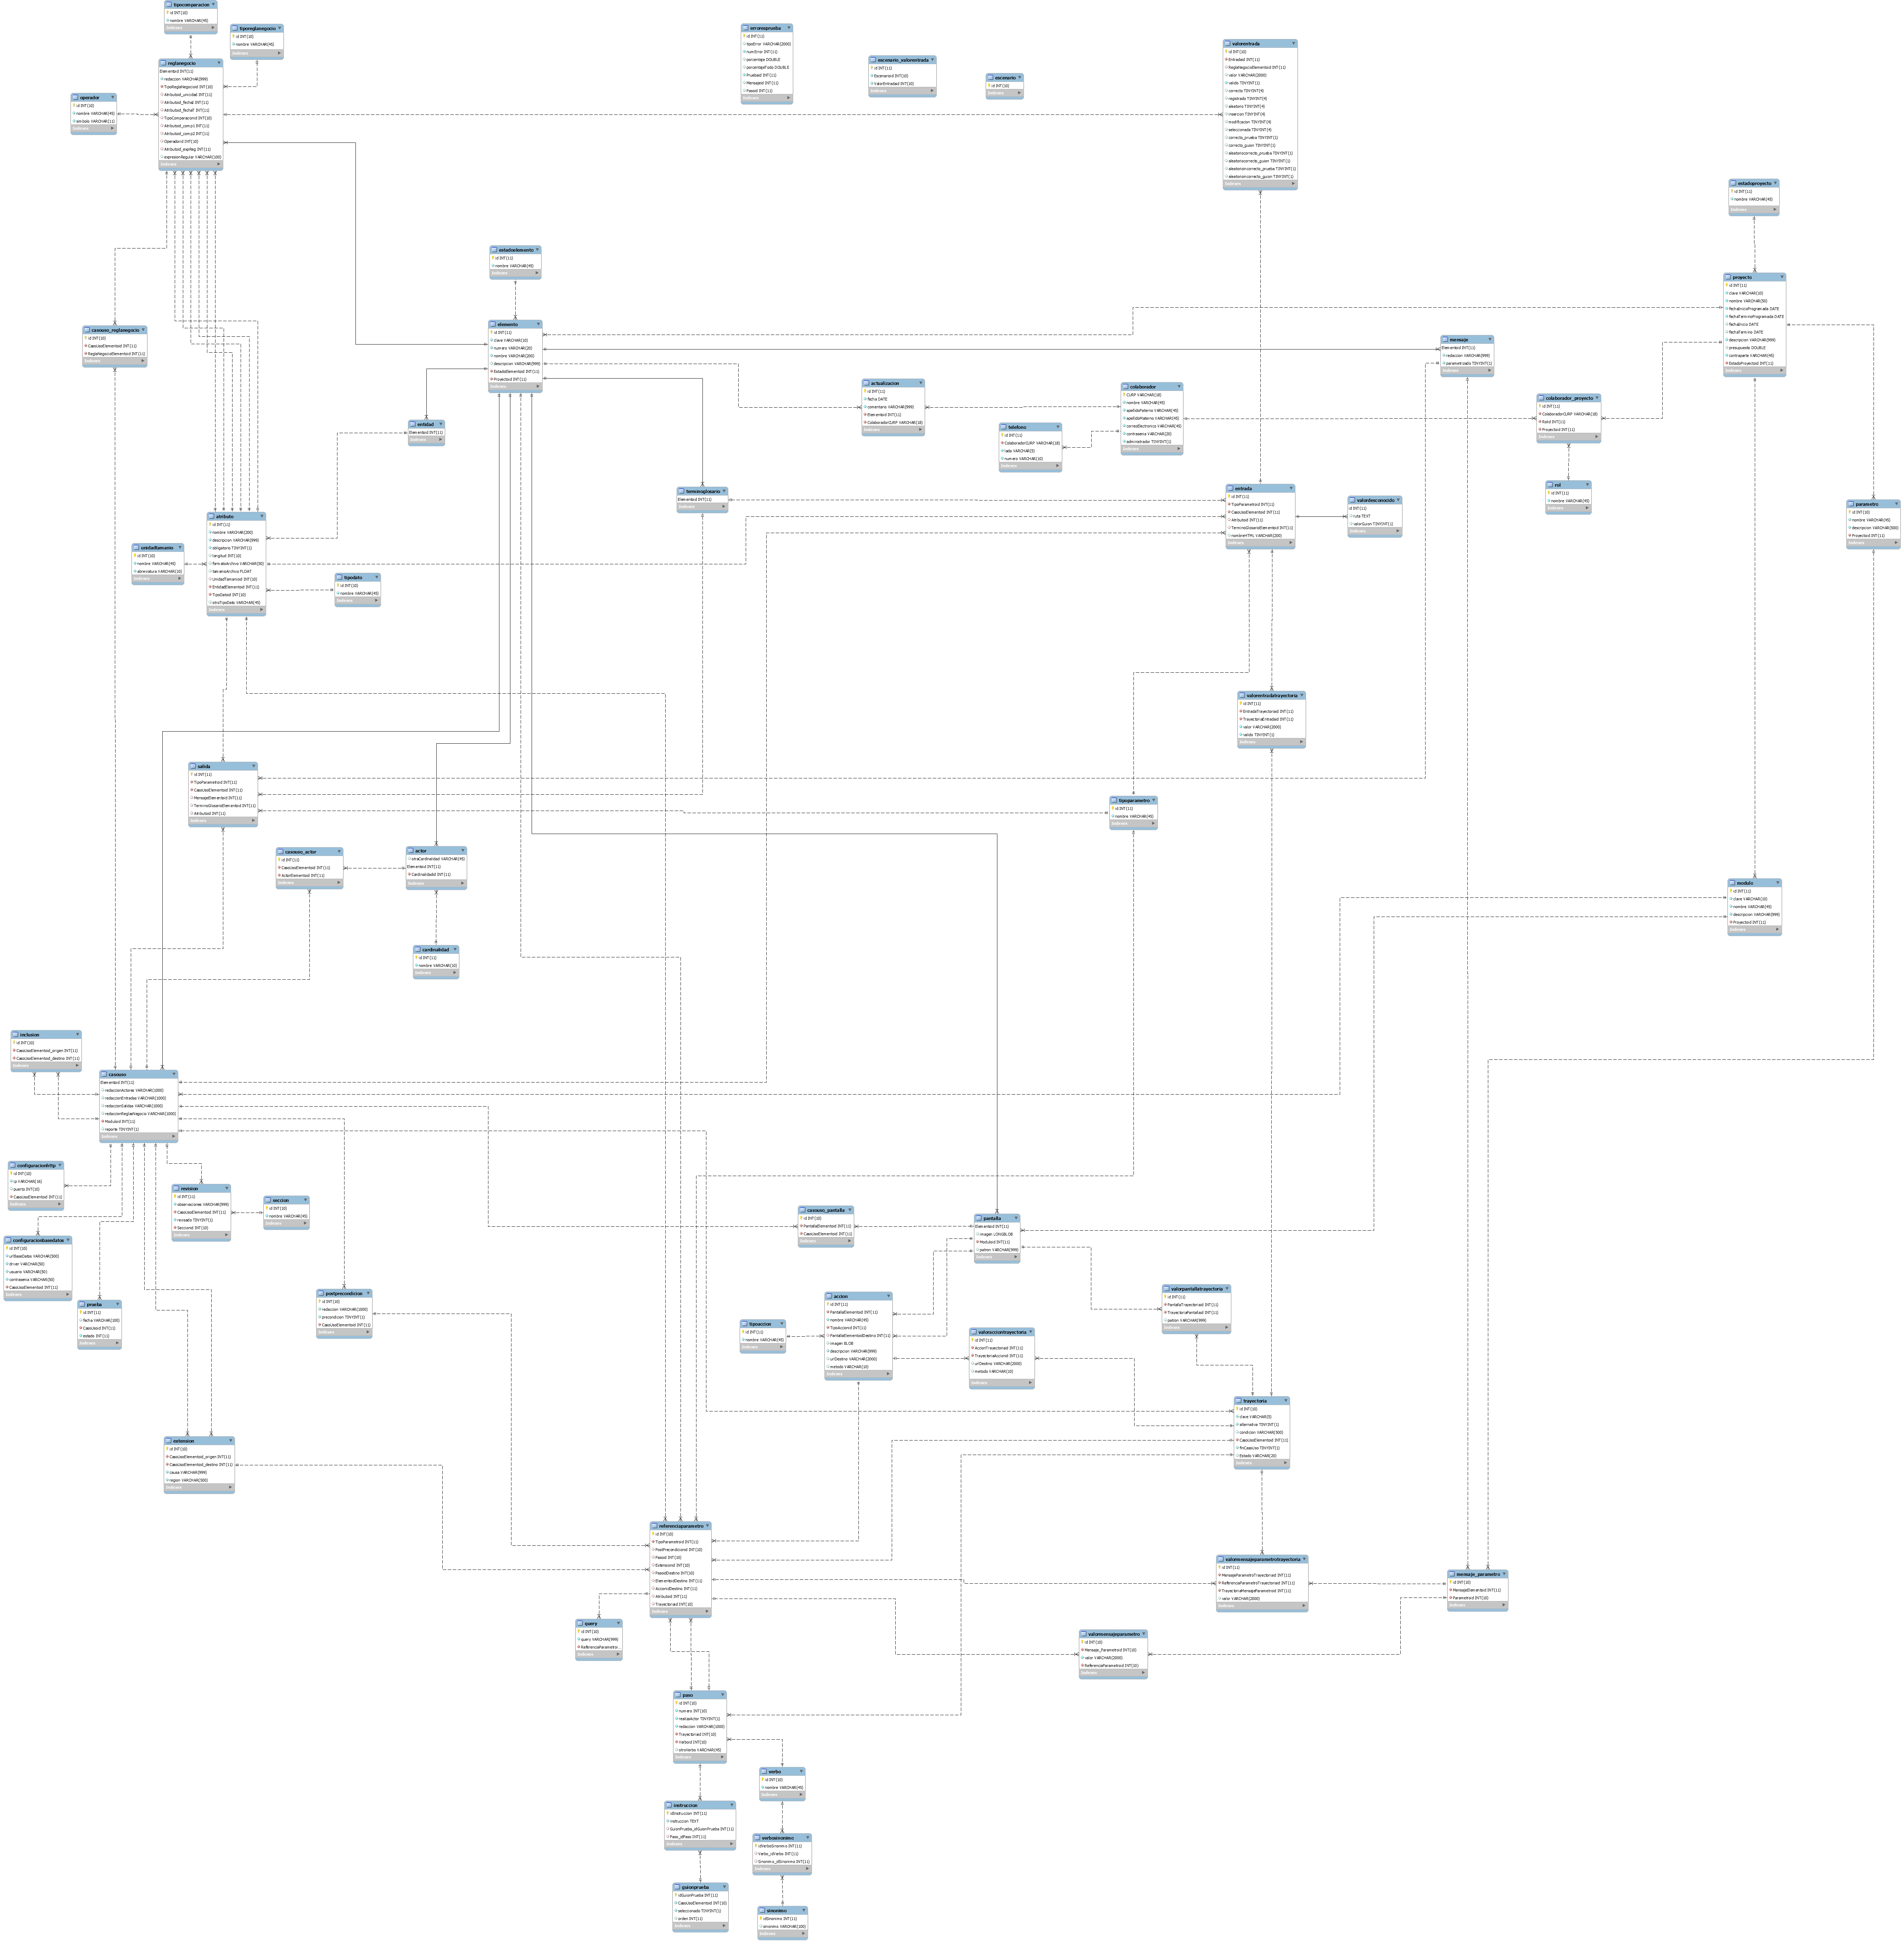 tipocomparacion
id INT(10)
nombre VARCHAR(45)
Indexes
tiporeglanegocio
id INT(10)
nombre VARCHAR(45)
Indexes
reglanegocio
Elementoid INT(11)
redaccion VARCHAR(999)
TipoReglaNegocioid INT(10)
Atributoid_unicidad INT(11)
Atributoid_fechaI INT(11)
Atributoid_fechaF INT(11)
TipoComparacionid INT(10)
Atributoid_comp1 INT(11)
Atributoid_comp2 INT(11)
Operadorid INT(10)
Atributoid_expReg INT(11)
expresionRegular VARCHAR(100)
Indexes
operador
id INT(10)
nombre VARCHAR(45)
simbolo VARCHAR(11)
Indexes
erroresprueba
id INT(11)
tipoError VARCHAR(2000)
numError INT(11)
porcentaje DOUBLE
porcentajeTodo DOUBLE
Pruebaid INT(11)
Mensajeid INT(11)
Pasoid INT(11)
Indexes
escenario_valorentrada
id INT(11)
Escenarioid INT(10)
ValorEntradaid INT(10)
Indexes
escenario
id INT(10)
Indexes
valorentrada
id INT(10)
Entradaid INT(11)
ReglaNegocioElementoid INT(11)
valor VARCHAR(2000)
valido TINYINT(1)
correcto TINYINT(4)
registrado TINYINT(4)
aleatorio TINYINT(4)
insercion TINYINT(4)
modificacion TINYINT(4)
seleccionada TINYINT(4)
correcto_prueba TINYINT(1)
correcto_guion TINYINT(1)
aleatoriocorrecto_prueba TINYINT(1)
aleatoriocorrecto_guion TINYINT(1)
aleatorioincorrecto_prueba TINYINT(1)
aleatorioincorrecto_guion TINYINT(1)
Indexes
estadoproyecto
id INT(11)
nombre VARCHAR(45)
Indexes
proyecto
id INT(11)
clave VARCHAR(10)
nombre VARCHAR(50)
fechaInicioProgramada DATE
fechaTerminoProgramada DATE
fechaInicio DATE
fechaTermino DATE
descripcion VARCHAR(999)
presupuesto DOUBLE
contraparte VARCHAR(45)
EstadoProyectoid INT(11)
Indexes
estadoelemento
id INT(11)
nombre VARCHAR(45)
Indexes
elemento
id INT(11)
clave VARCHAR(10)
numero VARCHAR(20)
nombre VARCHAR(200)
descripcion VARCHAR(999)
EstadoElementoid INT(11)
Proyectoid INT(11)
Indexes
casouso_reglanegocio
id INT(10)
CasoUsoElementoid INT(11)
ReglaNegocioElementoid INT(11)
Indexes
mensaje
Elementoid INT(11)
redaccion VARCHAR(999)
parametrizado TINYINT(1)
Indexes
actualizacion
id INT(11)
fecha DATE
comentario VARCHAR(999)
Elementoid INT(11)
ColaboradorCURP VARCHAR(18)
Indexes
colaborador
CURP VARCHAR(18)
nombre VARCHAR(45)
apellidoPaterno VARCHAR(45)
apellidoMaterno VARCHAR(45)
correoElectronico VARCHAR(45)
contrasenia VARCHAR(20)
administrador TINYINT(1)
Indexes
colaborador_proyecto
id INT(11)
ColaboradorCURP VARCHAR(18)
Rolid INT(11)
Proyectoid INT(11)
Indexes
telefono
id INT(11)
ColaboradorCURP VARCHAR(18)
lada VARCHAR(5)
numero VARCHAR(10)
Indexes
entidad
Elementoid INT(11)
Indexes
terminoglosario
Elementoid INT(11)
Indexes
entrada
id INT(11)
TipoParametroid INT(11)
CasoUsoElementoid INT(11)
Atributoid INT(11)
TerminoGlosarioElementoid INT(11)
nombreHTML VARCHAR(200)
Indexes
valordesconocido
id INT(11)
ruta TEXT
valorGuion TINYINT(1)
Indexes
rol
id INT(11)
nombre VARCHAR(45)
Indexes
parametro
id INT(10)
nombre VARCHAR(45)
descripcion VARCHAR(500)
Proyectoid INT(11)
Indexes
atributo
id INT(11)
nombre VARCHAR(200)
descripcion VARCHAR(999)
obligatorio TINYINT(1)
longitud INT(10)
formatoArchivo VARCHAR(50)
tamanioArchivo FLOAT
UnidadTamanioid INT(10)
EntidadElementoid INT(11)
TipoDatoid INT(10)
otroTipoDato VARCHAR(45)
Indexes
unidadtamanio
id INT(10)
nombre VARCHAR(45)
abreviatura VARCHAR(10)
Indexes
tipodato
id INT(10)
nombre VARCHAR(45)
Indexes
valorentradatrayectoria
id INT(11)
EntradaTrayectoriaid INT(11)
TrayectoriaEntradaid INT(11)
valor VARCHAR(2000)
valido TINYINT(1)
Indexes
salida
id INT(11)
TipoParametroid INT(11)
CasoUsoElementoid INT(11)
MensajeElementoid INT(11)
TerminoGlosarioElementoid INT(11)
Atributoid INT(11)
Indexes
tipoparametro
id INT(11)
nombre VARCHAR(45)
Indexes
casouso_actor
id INT(11)
CasoUsoElementoid INT(11)
ActorElementoid INT(11)
Indexes
actor
otraCardinalidad VARCHAR(45)
Elementoid INT(11)
Cardinalidadid INT(11)
Indexes
modulo
id INT(11)
clave VARCHAR(10)
nombre VARCHAR(45)
descripcion VARCHAR(999)
Proyectoid INT(11)
Indexes
cardinalidad
id INT(11)
nombre VARCHAR(10)
Indexes
inclusion
id INT(10)
CasoUsoElementoid_origen INT(11)
CasoUsoElementoid_destino INT(11)
Indexes
casouso
Elementoid INT(11)
redaccionActores VARCHAR(1000)
redaccionEntradas VARCHAR(1000)
redaccionSalidas VARCHAR(1000)
redaccionReglasNegocio VARCHAR(1000)
Moduloid INT(11)
reporte TINYINT(1)
Indexes
configuracionhttp
id INT(10)
ip VARCHAR(16)
puerto INT(10)
CasoUsoElementoid INT(11)
Indexes
revision
id INT(11)
observaciones VARCHAR(999)
CasoUsoElementoid INT(11)
revisado TINYINT(1)
Seccionid INT(10)
Indexes
seccion
id INT(10)
nombre VARCHAR(45)
Indexes
configuracionbasedatos
id INT(10)
urlBaseDatos VARCHAR(500)
driver VARCHAR(50)
usuario VARCHAR(50)
contrasenia VARCHAR(50)
CasoUsoElementoid INT(11)
Indexes
casouso_pantalla
id INT(10)
PantallaElementoid INT(11)
CasoUsoElementoid INT(11)
Indexes
pantalla
Elementoid INT(11)
imagen LONGBLOB
Moduloid INT(11)
patron VARCHAR(999)
Indexes
prueba
id INT(11)
fecha VARCHAR(100)
CasoUsoid INT(11)
estado INT(11)
Indexes
postprecondicion
id INT(10)
redaccion VARCHAR(1000)
precondicion TINYINT(1)
CasoUsoElementoid INT(11)
Indexes
tipoaccion
id INT(11)
nombre VARCHAR(45)
Indexes
accion
id INT(11)
PantallaElementoid INT(11)
nombre VARCHAR(45)
TipoAccionid INT(11)
PantallaElementoidDestino INT(11)
imagen BLOB
descripcion VARCHAR(999)
urlDestino VARCHAR(2000)
metodo VARCHAR(10)
Indexes
valoracciontrayectoria
id INT(11)
AccionTrayectoriaid INT(11)
TrayectoriaAccionid INT(11)
urlDestino VARCHAR(2000)
metodo VARCHAR(10)
Indexes
valorpantallatrayectoria
id INT(11)
PantallaTrayectoriaid INT(11)
TrayectoriaPantallaid INT(11)
patron VARCHAR(999)
Indexes
trayectoria
id INT(10)
clave VARCHAR(5)
alternativa TINYINT(1)
condicion VARCHAR(500)
CasoUsoElementoid INT(11)
finCasoUso TINYINT(1)
Estado VARCHAR(20)
Indexes
extension
id INT(10)
CasoUsoElementoid_origen INT(11)
CasoUsoElementoid_destino INT(11)
causa VARCHAR(999)
region VARCHAR(500)
Indexes
referenciaparametro
id INT(10)
TipoParametroid INT(11)
PostPrecondicionid INT(10)
Pasoid INT(10)
Extensionid INT(10)
PasoidDestino INT(10)
ElementoidDestino INT(11)
AccionidDestino INT(11)
Atributoid INT(11)
Trayectoriaid INT(10)
Indexes
valormensajeparametrotrayectoria
id INT(11)
MensajeParametroTrayectoriaid INT(11)
ReferenciaParametroTrayectoriaid INT(11)
TrayectoriaMensajeParametroid INT(11)
valor VARCHAR(2000)
Indexes
mensaje_parametro
id INT(10)
MensajeElementoid INT(11)
Parametroid INT(10)
Indexes
query
id INT(10)
query VARCHAR(999)
ReferenciaParametroi...
Indexes
valormensajeparametro
id INT(10)
Mensaje_Parametroid INT(10)
valor VARCHAR(2000)
ReferenciaParametroid INT(10)
Indexes
paso
id INT(10)
numero INT(10)
realizaActor TINYINT(1)
redaccion VARCHAR(1000)
Trayectoriaid INT(10)
Verboid INT(10)
otroVerbo VARCHAR(45)
Indexes
verbo
id INT(10)
nombre VARCHAR(45)
Indexes
instruccion
idInstruccion INT(11)
instruccion TEXT
GuionPrueba_idGuionPrueba INT(11)
Paso_idPaso INT(11)
Indexes
verbosinonimo
idVerboSinonimo INT(11)
Verbo_idVerbo INT(11)
Sinonimo_idSinonimo INT(11)
Indexes
guionprueba
idGuionPrueba INT(11)
CasoUsoElementoid INT(10)
seleccionado TINYINT(1)
orden INT(11)
Indexes
sinonimo
idSinonimo INT(11)
sinonimo VARCHAR(100)
Indexes